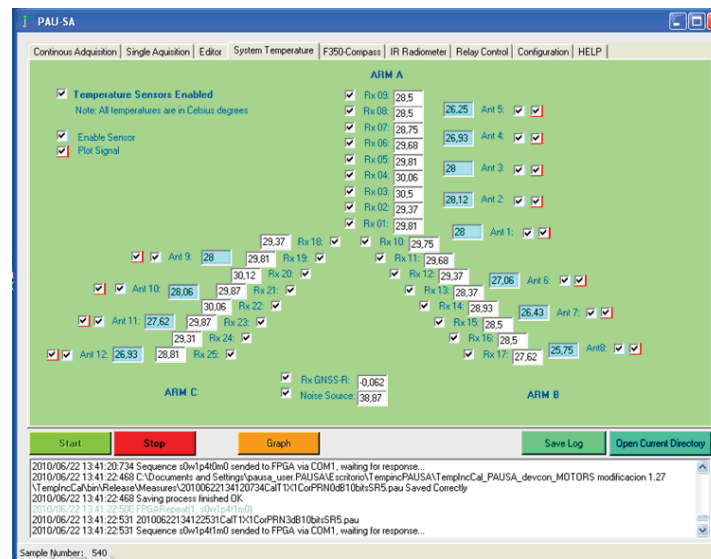 PAU-SA
Continous Adquisition | Single Aquisition | Editor | System Temperature | F350-Compass | IR Radiometer | Relay Control | Configuration | HELP
ARM A
Temperature Sensors Enabled
Note: All temperatures are in Celsius degrees
Enable Sensor
Plot Signal
Rx 09: 28,5
Rx 08: 28,5
Rx 07: 28,75
Rx 06: 29,68
Rx 05: 29,81
Rx 04: 30,06
Rx 03: 30,5
Rx 02: 29,37
Rx 01: 29,81
26,25 Ant 5:
26,93 Ant 4:
28 Ant 3:
28,12 Ant 2:
28 Ant 1:
29,37 Rx 18:
Ant 9: 28 29,81 Rx 19:
30,12 Rx 20:
Ant 10: 28,06 29,87 Rx 21:
30,06 Rx 22:
Ant 11: 27,62 29,87 Rx 23:
29,31 Rx 24:
Ant 12: 26,93 28,81 Rx 25:
Rx 10: 29,75
Rx 11: 29,68
Rx 12: 29,37 27,06 Ant 6:
Rx 13: 28,37
Rx 14: 28,93 26,43 Ant 7:
Rx 15: 28,5
Rx 16: 28,5
Rx 17: 27,62 25,75 Ant8:
Rx GNSS-R: -0,062
Noise Source: 38,87
ARM C
ARM B
Start
Stop
Graph
Save Log
Open Current Directory
2010/06/22 13:41:20:734 Sequence s0w1p4t0m0 sended to FPGA via COM1, waiting for response...
2010/06/22 13:41:22:468 C:\Documents and Settings\pausa_user.PAUSA\Escritorio\TempincPAUSA\TempIncCal_PAUSA_devcon_MOTORS modificacion 1.27
\TempIncCal\bin\Release\Measures\20100622134120734CalT1X1CorPRN0dB10bitsSR5.pau Saved Correctly
2010/06/22 13:41:22:468 Saving process finished OK
2010/06/22 13:41:22:500 FPGARepeat(1, s0w1p4t1m0)
2010/06/22 13:41:22:531 20100622134122531CalT1X1CorPRN3dB10bitsSR5.pau
2010/06/22 13:41:22:531 Sequence s0w1p4t1m0 sended to FPGA via COM1, waiting for response...
Sample Number: 540